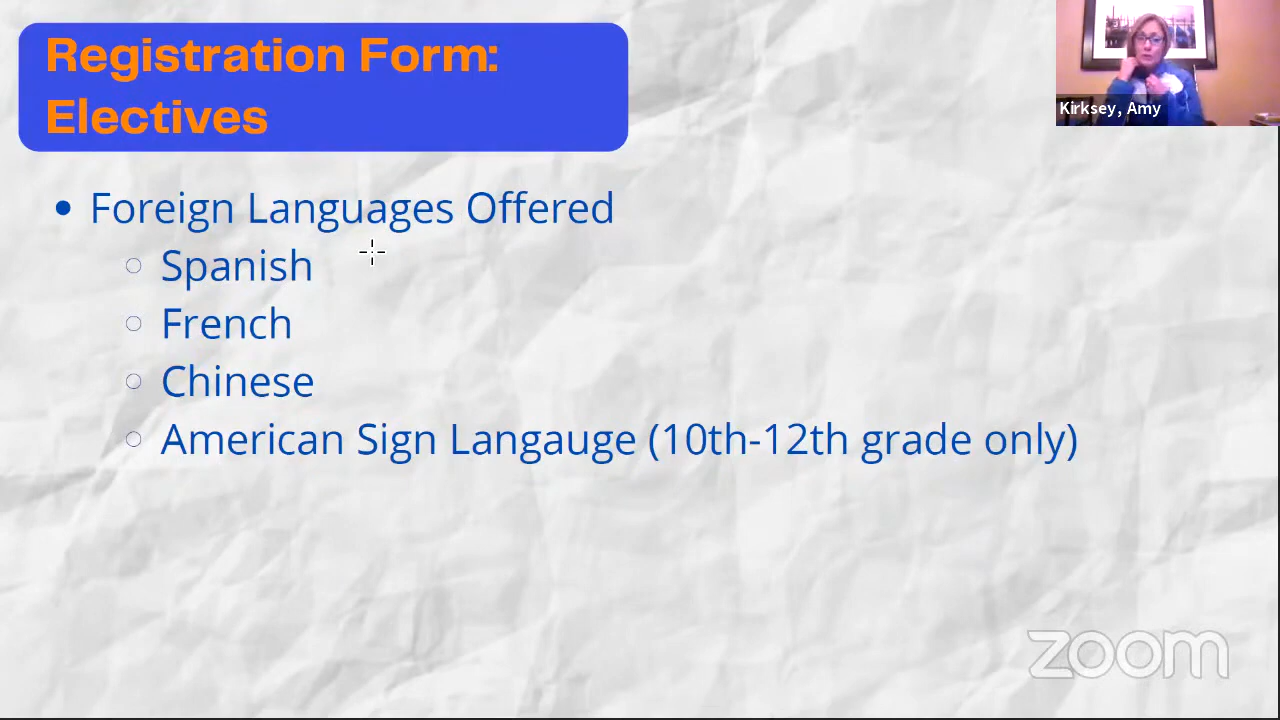 Registration Form:
Electives
Kirksey, Amy
• Foreign Languages Offered
○ Spanish
○ French
○ Chinese
○ American Sign Langauge (10th-12th grade only)
zoom